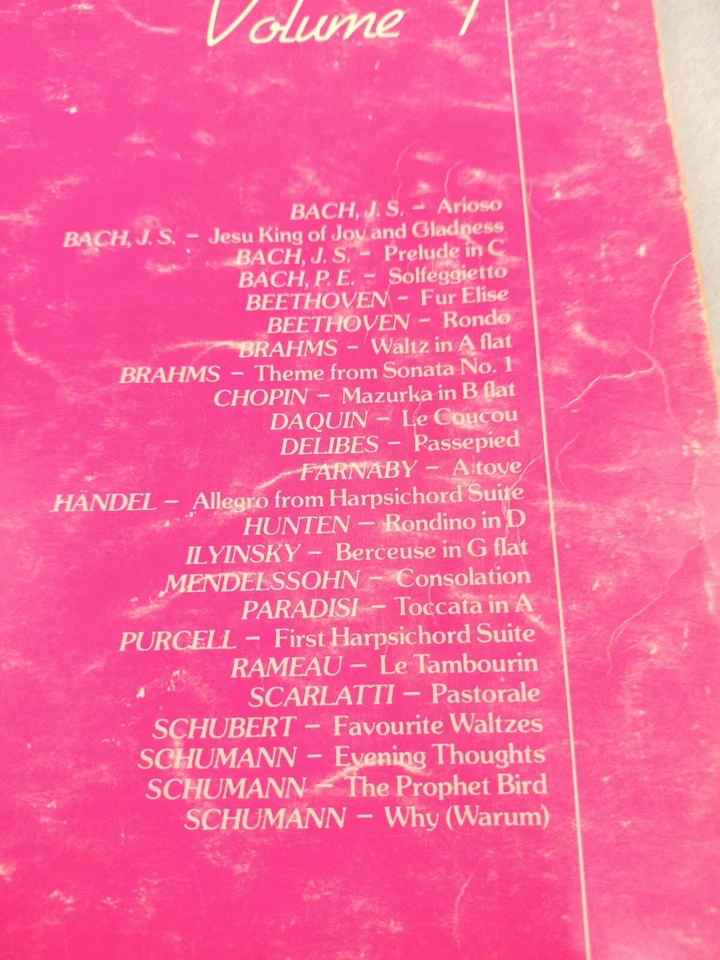 Volume 1
BACH, J. S. – Arioso
BACH, J. S. – Jesu King of Joy and Gladness
BACH, J. S. – Prelude in C
BACH, P. E. – Solfeggietto
BEETHOVEN – Fur Elise
BEETHOVEN – Rondo
BRAHMS – Waltz in A flat
BRAHMS – Theme from Sonata No. 1
CHOPIN – Mazurka in B flat
DAQUIN – Le Coucou
DELIBES – Passepied
FARNABY – A toye
HANDEL – Allegro from Harpsichord Suite
HUNTEN – Rondino in D
ILYINSKY – Berceuse in G flat
MENDELSSOHN – Consolation
PARADISI – Toccata in A
PURCELL – First Harpsichord Suite
RAMEAU – Le Tambourin
SCARLATTI – Pastorale
SCHUBERT – Favourite Waltzes
SCHUMANN – Evening Thoughts
SCHUMANN – The Prophet Bird
SCHUMANN – Why (Warum)